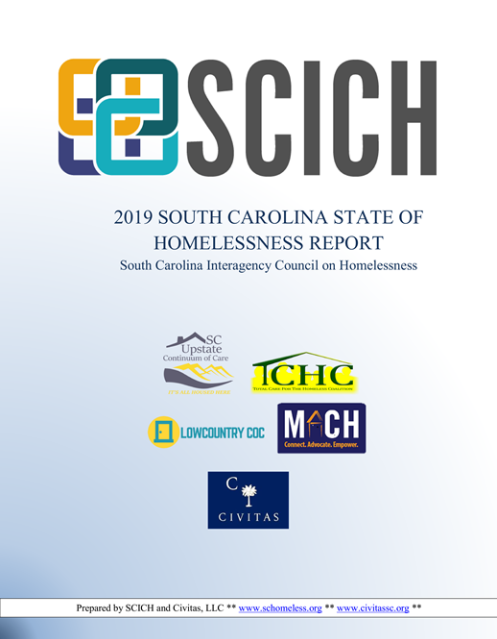 SCICH
2019 SOUTH CAROLINA STATE OF
HOMELESSNESS REPORT
South Carolina Interagency Council on Homelessness
SC
Upstate
Continuum of Care
TCHC
TOTAL CARE FOR THE HOMELESS COALITION
LOWCOUNTRY COC
MACH
Connect. Advocate. Empower.
C
CIVITAS
Prepared by SCICH and Civitas, LLC ** www.schomeless.org ** www.civitassc.org **